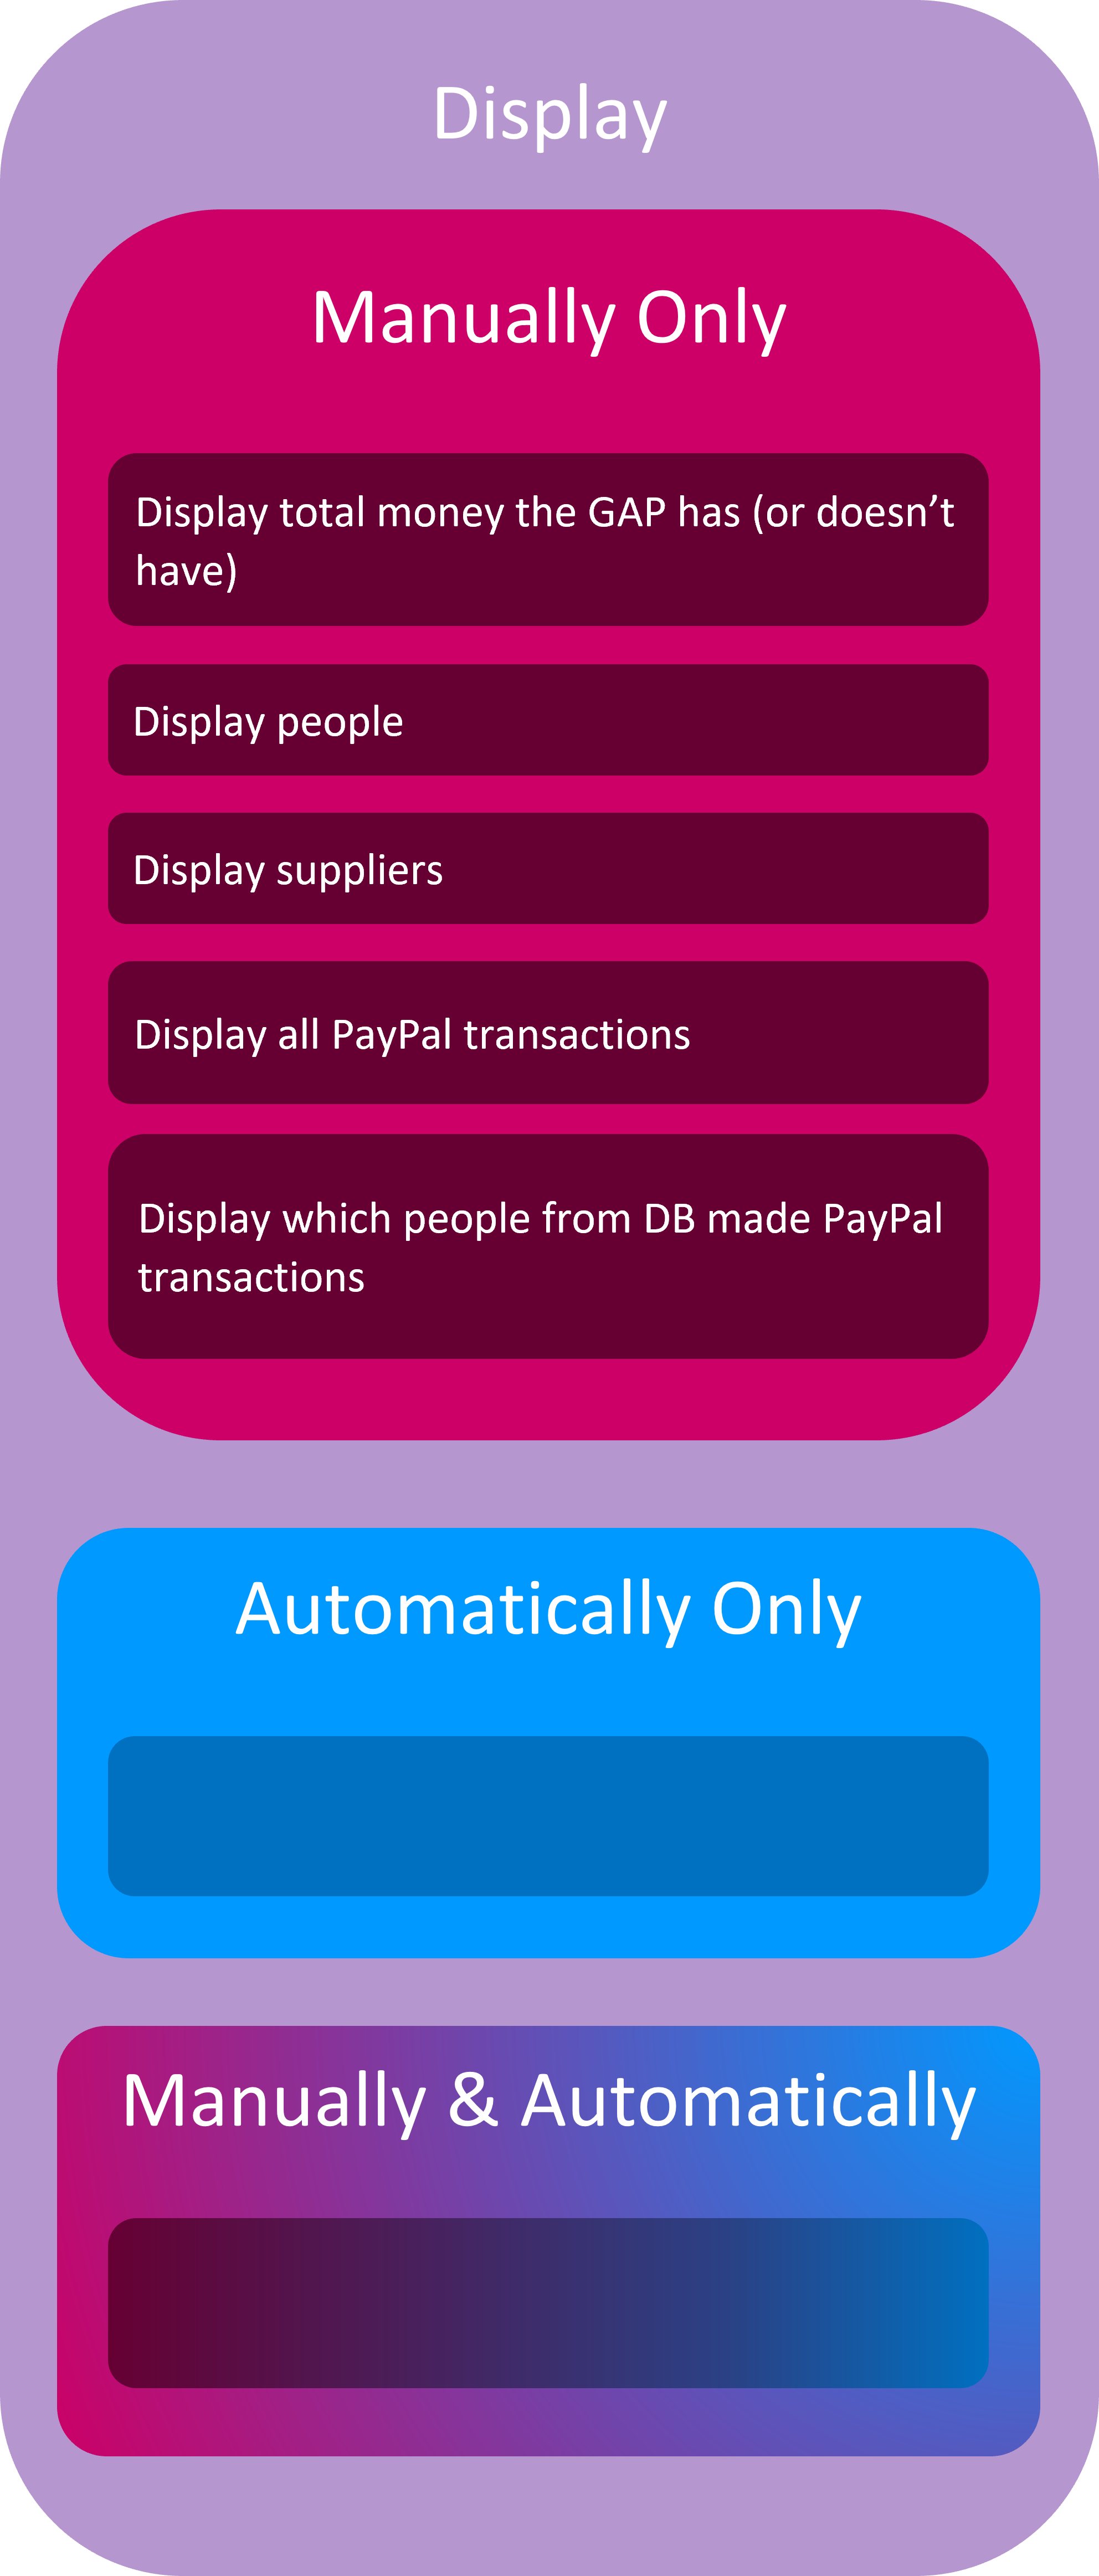 Display
Manually Only
Display total money the GAP has (or doesn’t
have)
Display people
Display suppliers
Display all PayPal transactions
Display which people from DB made PayPal
transactions
Automatically Only
Manually & Automatically